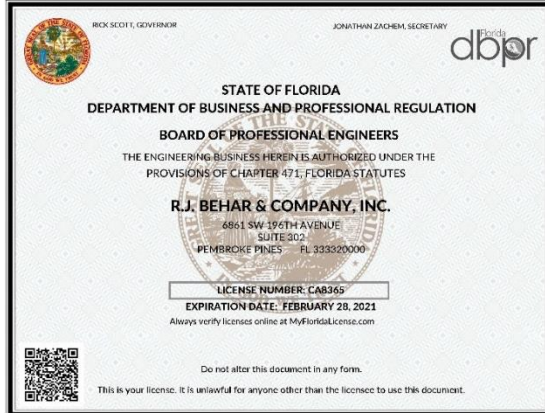 RICK SCOTT, GOVERNOR
JONATHAN ZACHEM, SECRETARY
Florida
dbpr
STATE OF FLORIDA
DEPARTMENT OF BUSINESS AND PROFESSIONAL REGULATION
BOARD OF PROFESSIONAL ENGINEERS
THE ENGINEERING BUSINESS HEREIN IS AUTHORIZED UNDER THE
PROVISIONS OF CHAPTER 471, FLORIDA STATUTES
R.J. BEHAR & COMPANY, INC.
6861 SW 196TH AVENUE
SUITE 302
PEMBROKE PINES FL 333320000
LICENSE NUMBER: CA8365
EXPIRATION DATE: FEBRUARY 28, 2021
Always verify licenses online at MyFloridaLicense.com
Do not alter this document in any form.
This is your license. It is unlawful for anyone other than the licensee to use this document.